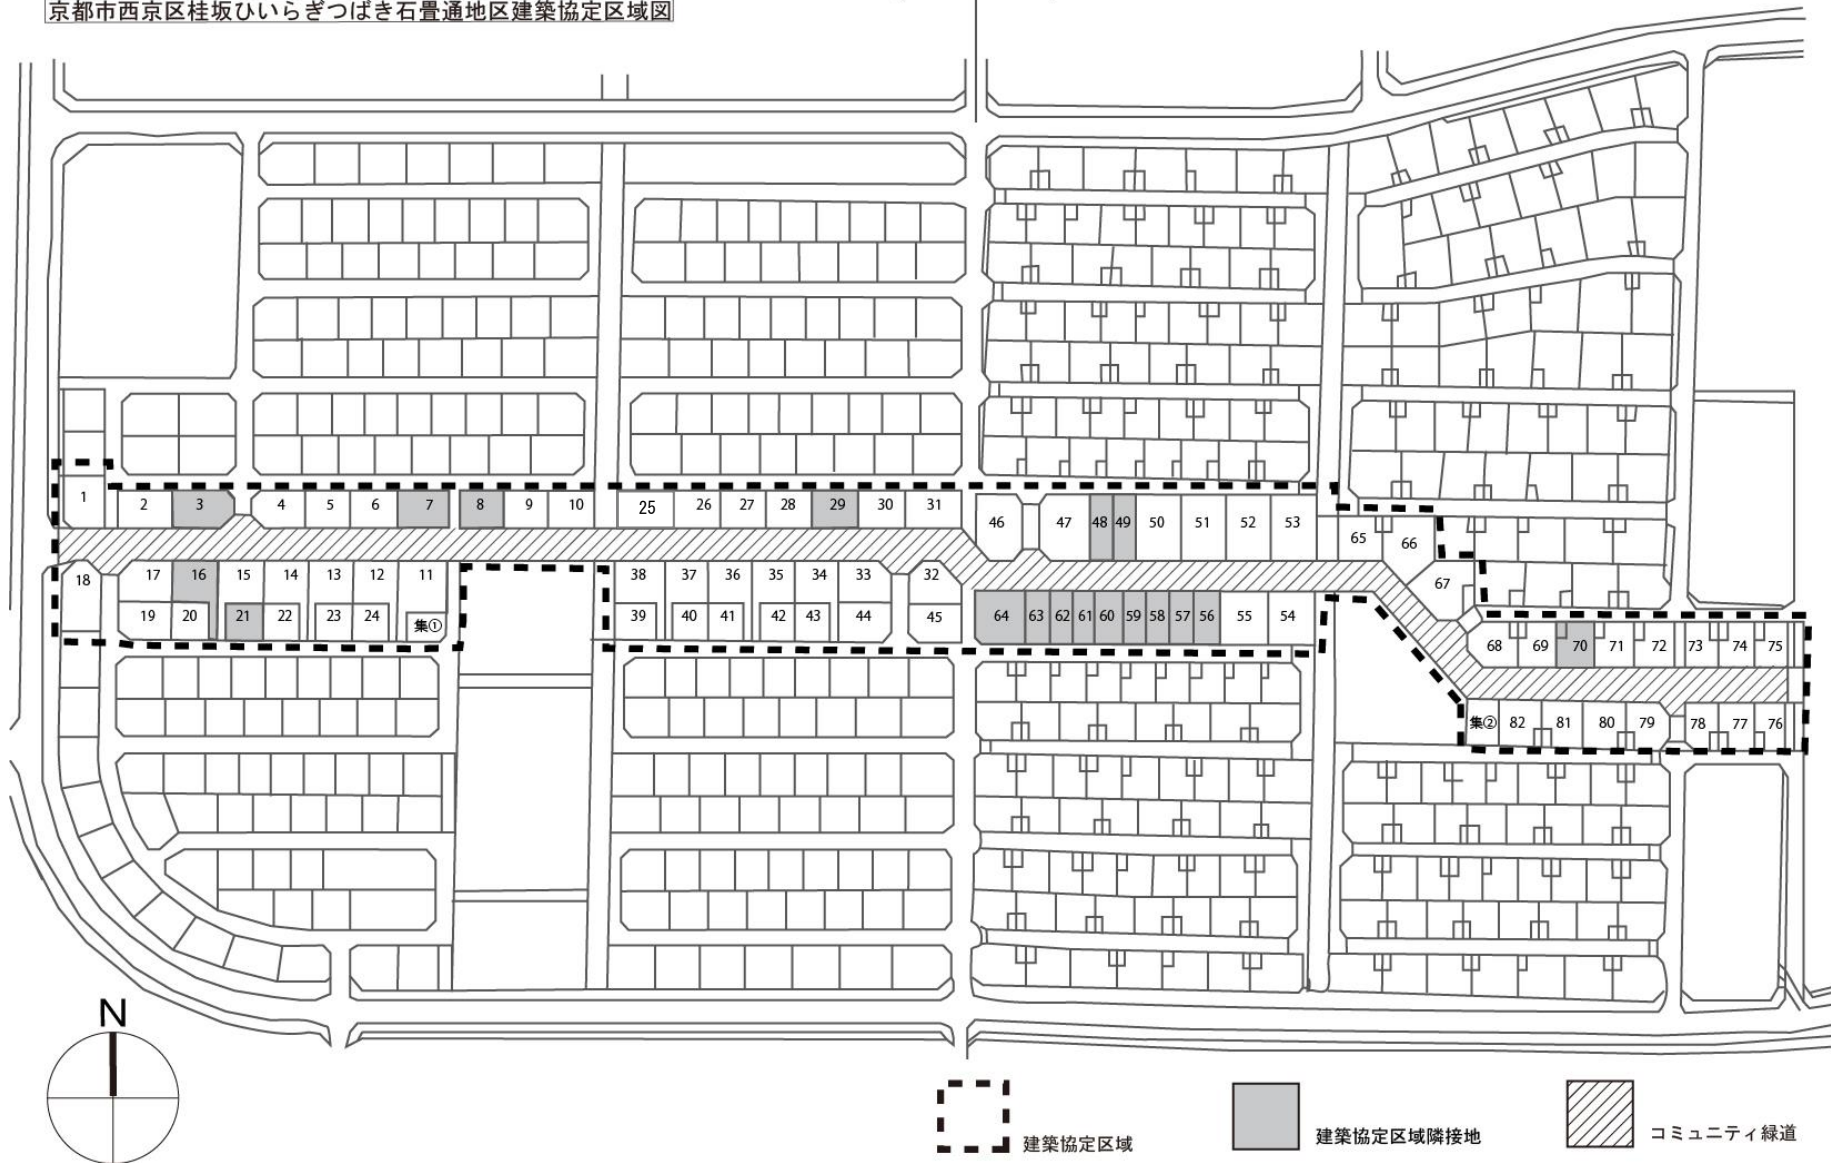 京都市西京区桂坂ひいらぎつばき石畳通地区建築協定区域図
1
2 3 4 5 6 7 8 9 10 25 26 27 28 29 30 31
46 47 48 49 50 51 52 53
65 66
67
18
17 16 15 14 13 12 11
38 37 36 35 34 33 32
19 20 21 22 23 24 集①
39 40 41 42 43 44 45
64 63 62 61 60 59 58 57 56 55 54
68 69 70 71 72 73 74 75
集② 82 81 80 79 78 77 76
N
建築協定区域
建築協定区域隣接地
コミュニティ緑道